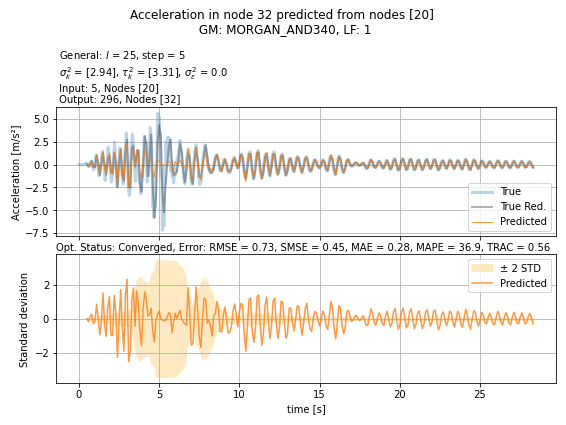 Acceleration in node 32 predicted from nodes [20]
GM: MORGAN_AND340, LF: 1
General: l = 25, step = 5
σ²ₖ = [2.94], τ²ₖ = [3.31], σ²ε = 0.0
Input: 5, Nodes [20]
Output: 296, Nodes [32]
Acceleration [m/s²]
5.0
2.5
0.0
−2.5
−5.0
−7.5
True
True Red.
Predicted
Opt. Status: Converged, Error: RMSE = 0.73, SMSE = 0.45, MAE = 0.28, MAPE = 36.9, TRAC = 0.56
Standard deviation
2
0
−2
± 2 STD
Predicted
0
5
10
15
20
25
time [s]